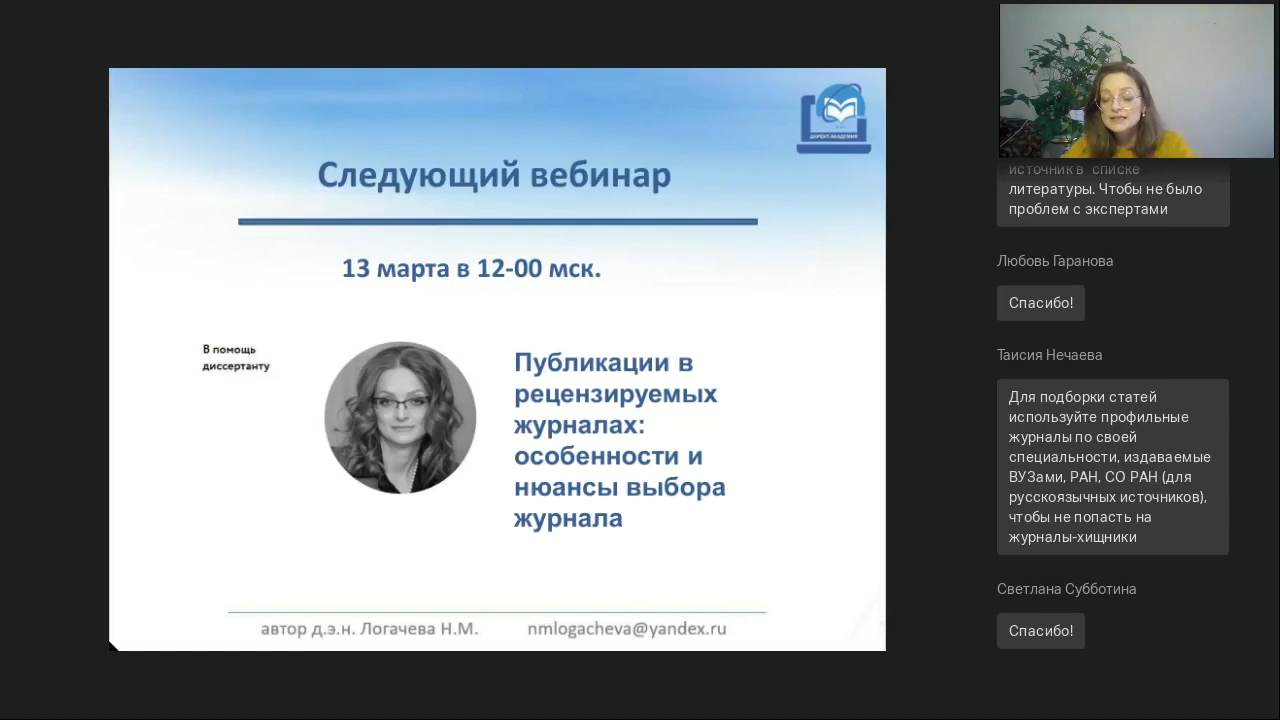 ДИРЕКТ-АКАДЕМИЯ
Следующий вебинар
13 марта в 12-00 мск.
В помощь
диссертанту
Публикации в
рецензируемых
журналах:
особенности и
нюансы выбора
журнала
автор д.э.н. Логачева Н.М.
nmlogacheva@yandex.ru
источник в списке
литературы. Чтобы не было
проблем с экспертами
Любовь Гаранова
Спасибо!
Таисия Нечаева
Для подборки статей
используйте профильные
журналы по своей
специальности, издаваемые
ВУЗами, РАН, СО РАН (для
русскоязычных источников),
чтобы не попасть на
журналы-хищники
Светлана Субботина
Спасибо!